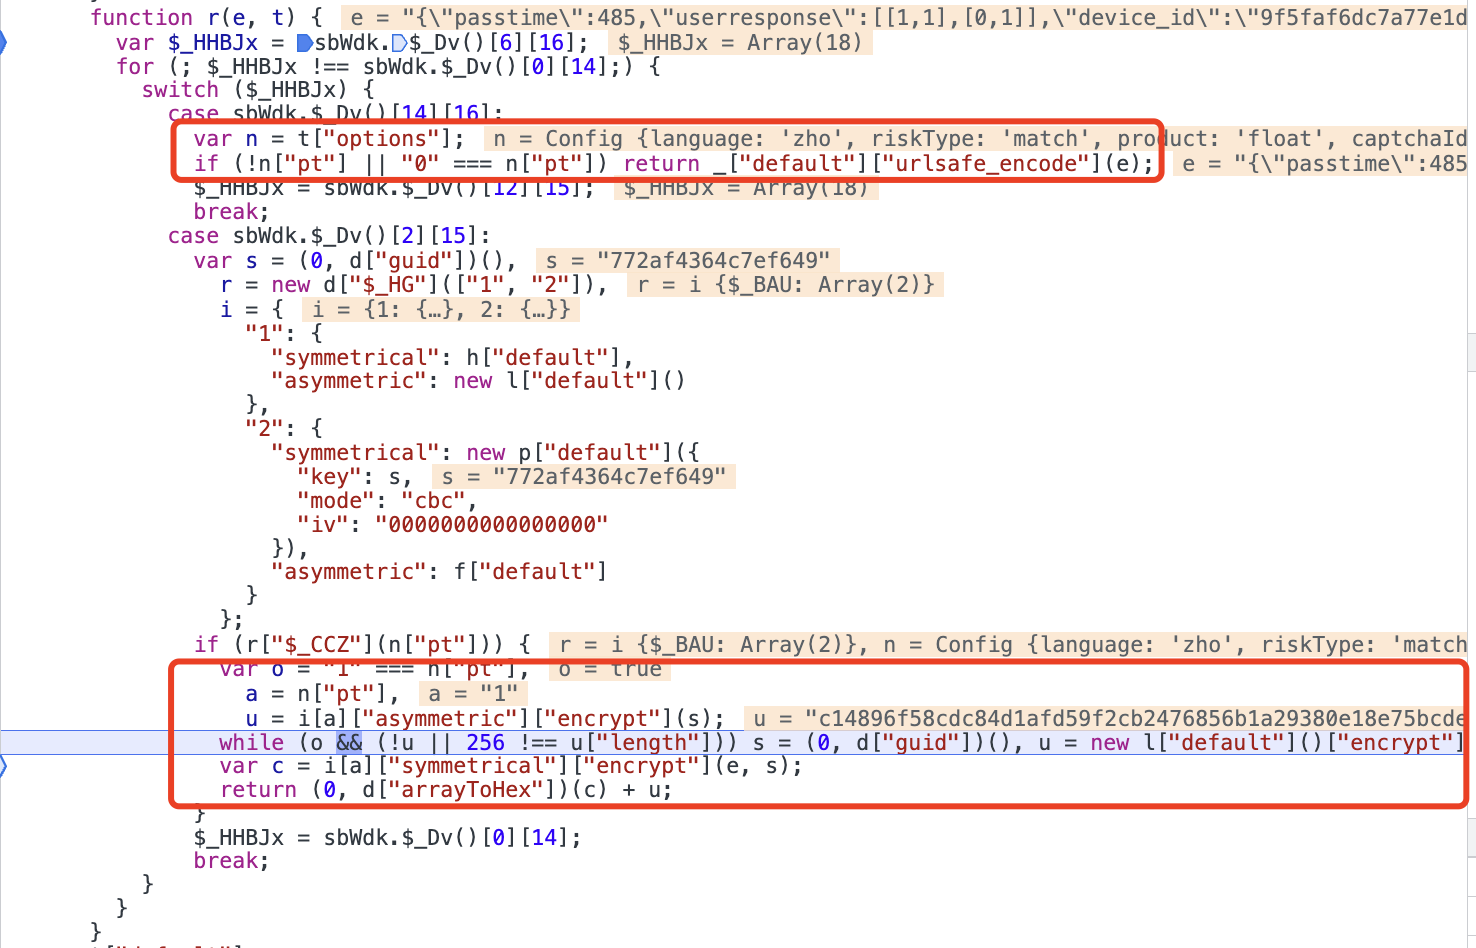 function r(e, t) {  e = "{\"passtime\":485,\"userresponse\":[[1,1],[0,1]],\"device_id\":\"9f5faf6dc7a77e1d
var $_HHBJx = sbWdk.$_Dv()[6][16];  $_HHBJx = Array(18)
for (; $_HHBJx !== sbWdk.$_Dv()[0][14];) {
switch ($_HHBJx) {
case sbWdk.$_Dv()[14][16]:
var n = t["options"];  n = Config {language: 'zho', riskType: 'match', product: 'float', captchaId
if (!n["pt"] || "0" === n["pt"]) return _["default"]["urlsafe_encode"](e);  e = "{\"passtime\":485
$_HHBJx = sbWdk.$_Dv()[12][15];  $_HHBJx = Array(18)
break;
case sbWdk.$_Dv()[2][15]:
var s = (0, d["guid"])(),  s = "772af4364c7ef649"
r = new d["$_HG"](["1", "2"]),  r = i {$_BAU: Array(2)}
i = {  i = {1: {…}, 2: {…}}
"1": {
"symmetrical": h["default"],
"asymmetric": new l["default"]()
},
"2": {
"symmetrical": new p["default"]({
"key": s,  s = "772af4364c7ef649"
"mode": "cbc",
"iv": "0000000000000000"
}),
"asymmetric": f["default"]
}
};
if (r["$_CCZ"](n["pt"])) {  r = i {$_BAU: Array(2)}, n = Config {language: 'zho', riskType: 'match
var o = "1" === n["pt"],  o = true
a = n["pt"],  a = "1"
u = i[a]["asymmetric"]["encrypt"](s);  u = "c14896f58cdc84d1afd59f2cb2476856b1a29380e18e75bcde
while (o && (!u || 256 !== u["length"])) s = (0, d["guid"])(), u = new l["default"]()["encrypt"]
var c = i[a]["symmetrical"]["encrypt"](e, s);
return (0, d["arrayToHex"])(c) + u;
}
$_HHBJx = sbWdk.$_Dv()[0][14];
break;
}
}
}